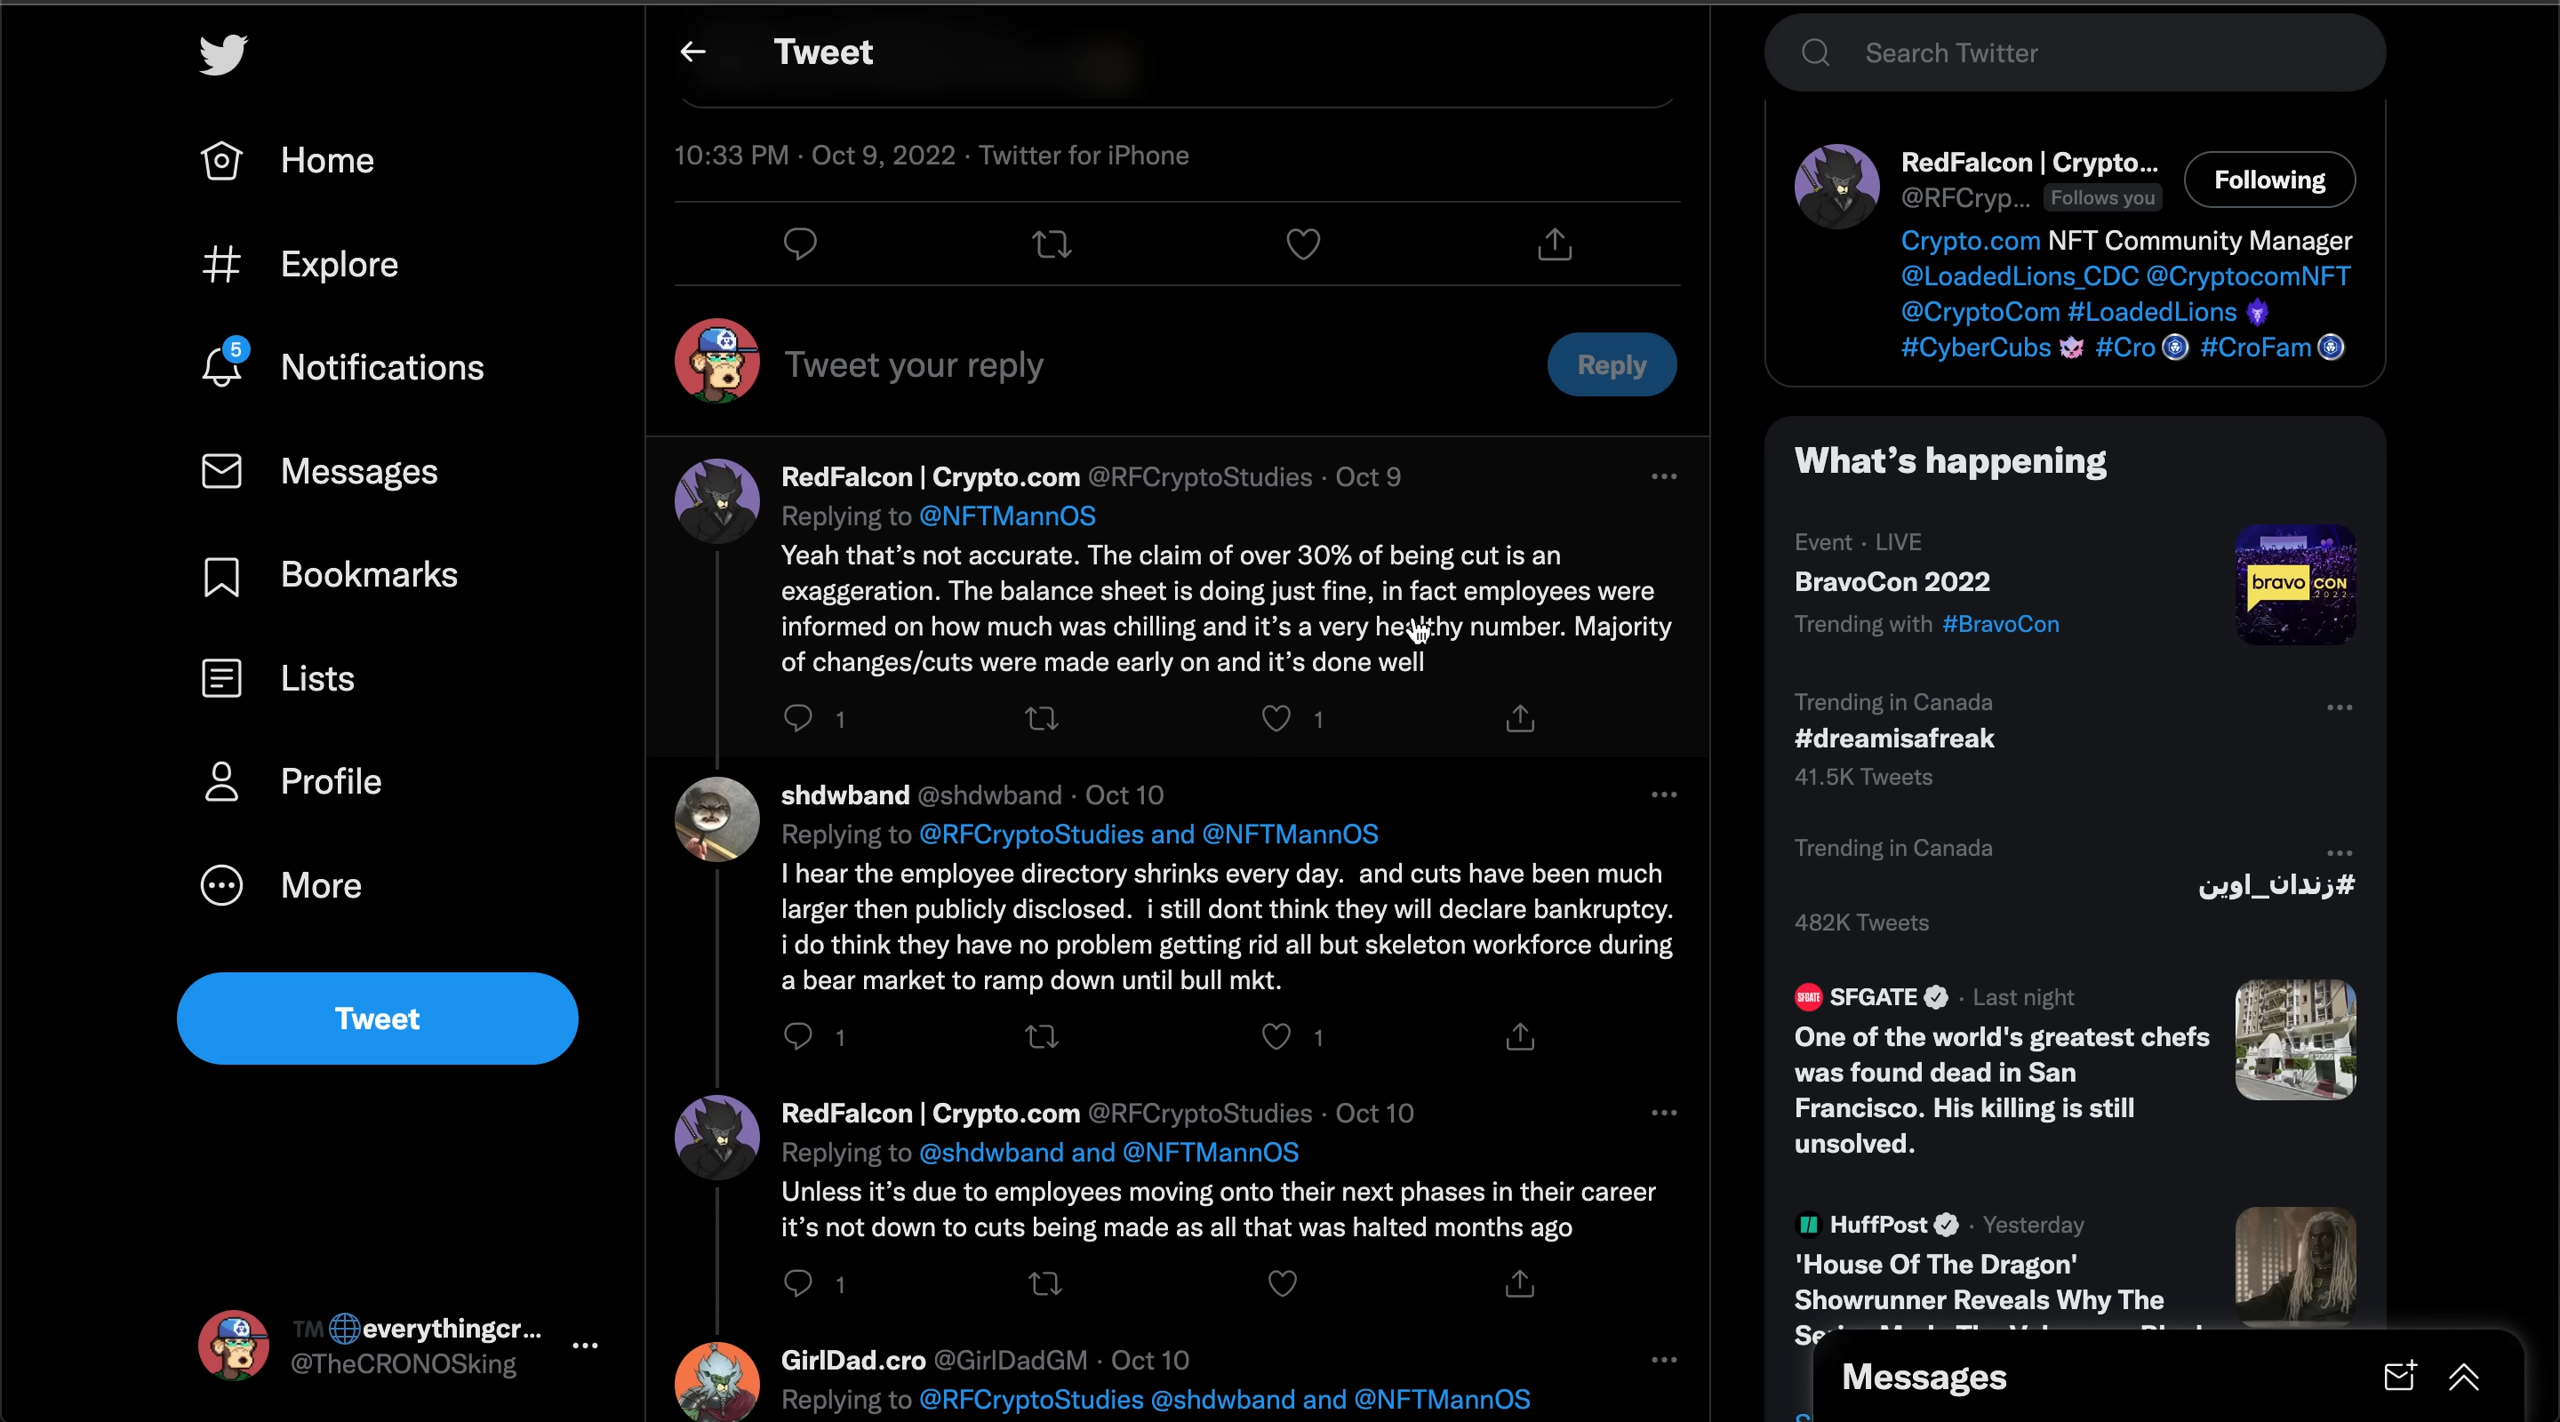 Home
Explore
5
Notifications
Messages
Bookmarks
Lists
Profile
More
Tweet
TM🌐everythingcr...
@TheCRONOSking
Tweet
10:33 PM · Oct 9, 2022 · Twitter for iPhone
Tweet your reply
Reply
RedFalcon | Crypto.com @RFCryptoStudies · Oct 9
Replying to @NFTMannOS
Yeah that’s not accurate. The claim of over 30% of being cut is an
exaggeration. The balance sheet is doing just fine, in fact employees were
informed on how much was chilling and it’s a very healthy number. Majority
of changes/cuts were made early on and it’s done well
1
1
shdwband @shdwband · Oct 10
Replying to @RFCryptoStudies and @NFTMannOS
I hear the employee directory shrinks every day.  and cuts have been much
larger then publicly disclosed.  i still dont think they will declare bankruptcy.
i do think they have no problem getting rid all but skeleton workforce during
a bear market to ramp down until bull mkt.
1
1
RedFalcon | Crypto.com @RFCryptoStudies · Oct 10
Replying to @shdwband and @NFTMannOS
Unless it’s due to employees moving onto their next phases in their career
it’s not down to cuts being made as all that was halted months ago
1
GirlDad.cro @GirlDadGM · Oct 10
Replying to @RFCryptoStudies @shdwband and @NFTMannOS
Search Twitter
RedFalcon | Crypto...
@RFCryp... Follows you
Following
Crypto.com NFT Community Manager
@LoadedLions_CDC @CryptocomNFT
@CryptoCom #LoadedLions
#CyberCubs #Cro #CroFam
What’s happening
Event · LIVE
BravoCon 2022
Trending with #BravoCon
bravo CON
2022
Trending in Canada
#dreamisafreak
41.5K Tweets
Trending in Canada
#زندان_اوین
482K Tweets
SFGATE SFGATE · Last night
One of the world's greatest chefs
was found dead in San
Francisco. His killing is still
unsolved.
HuffPost · Yesterday
'House Of The Dragon'
Showrunner Reveals Why The
Messages